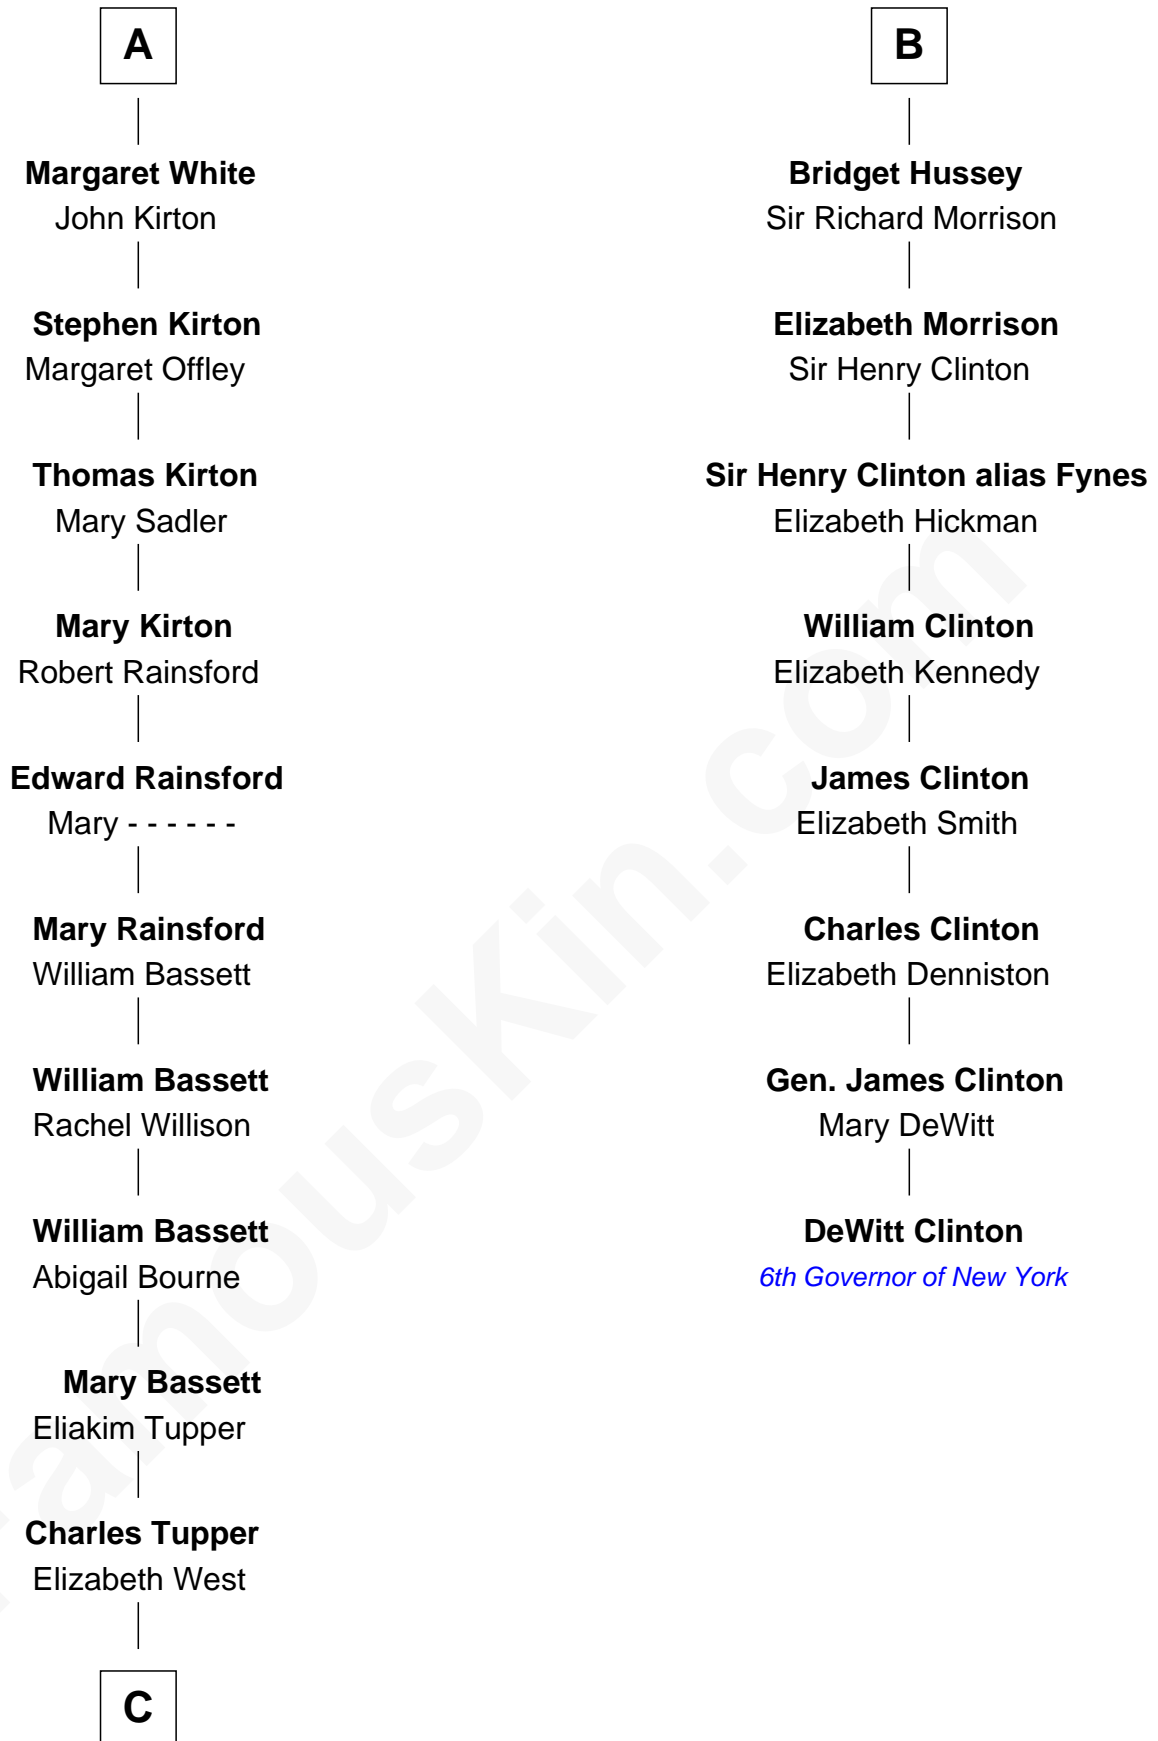 A
Margaret White
John Kirton
Stephen Kirton
Margaret Offley
Thomas Kirton
Mary Sadler
Mary Kirton
Robert Rainsford
Edward Rainsford
Mary - - - - - -
Mary Rainsford
William Bassett
William Bassett
Rachel Willison
William Bassett
Abigail Bourne
Mary Bassett
Eliakim Tupper
Charles Tupper
Elizabeth West
C
B
Bridget Hussey
Sir Richard Morrison
Elizabeth Morrison
Sir Henry Clinton
Sir Henry Clinton alias Fynes
Elizabeth Hickman
William Clinton
Elizabeth Kennedy
James Clinton
Elizabeth Smith
Charles Clinton
Elizabeth Denniston
Gen. James Clinton
Mary DeWitt
DeWitt Clinton
6th Governor of New York
FamousKin.com